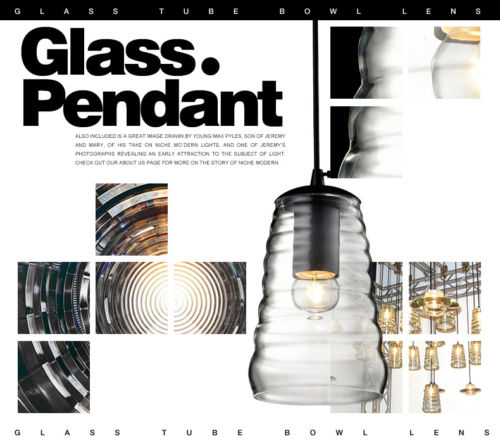 GLASS TUBE BOWL LENS
Glass.
Pendant
ALSO INCLUDED IS A GREAT IMAGE DRAWN BY YOUNG MAX PYLES, SON OF JEREMY
AND MARY, OF HIS TAKE ON NICHE MO'DERN LIGHTS, AND ONE OF JEREMY'S
PHOTOGRAPHS REVEALING AN EARLY ATTRACTION TO THE SUBJECT OF LIGHT.
CHECK OUT OUR ABOUT US PAGE FOR MORE ON THE STORY OF NICHE MODERN.
GLASS TUBE BOWL LENS